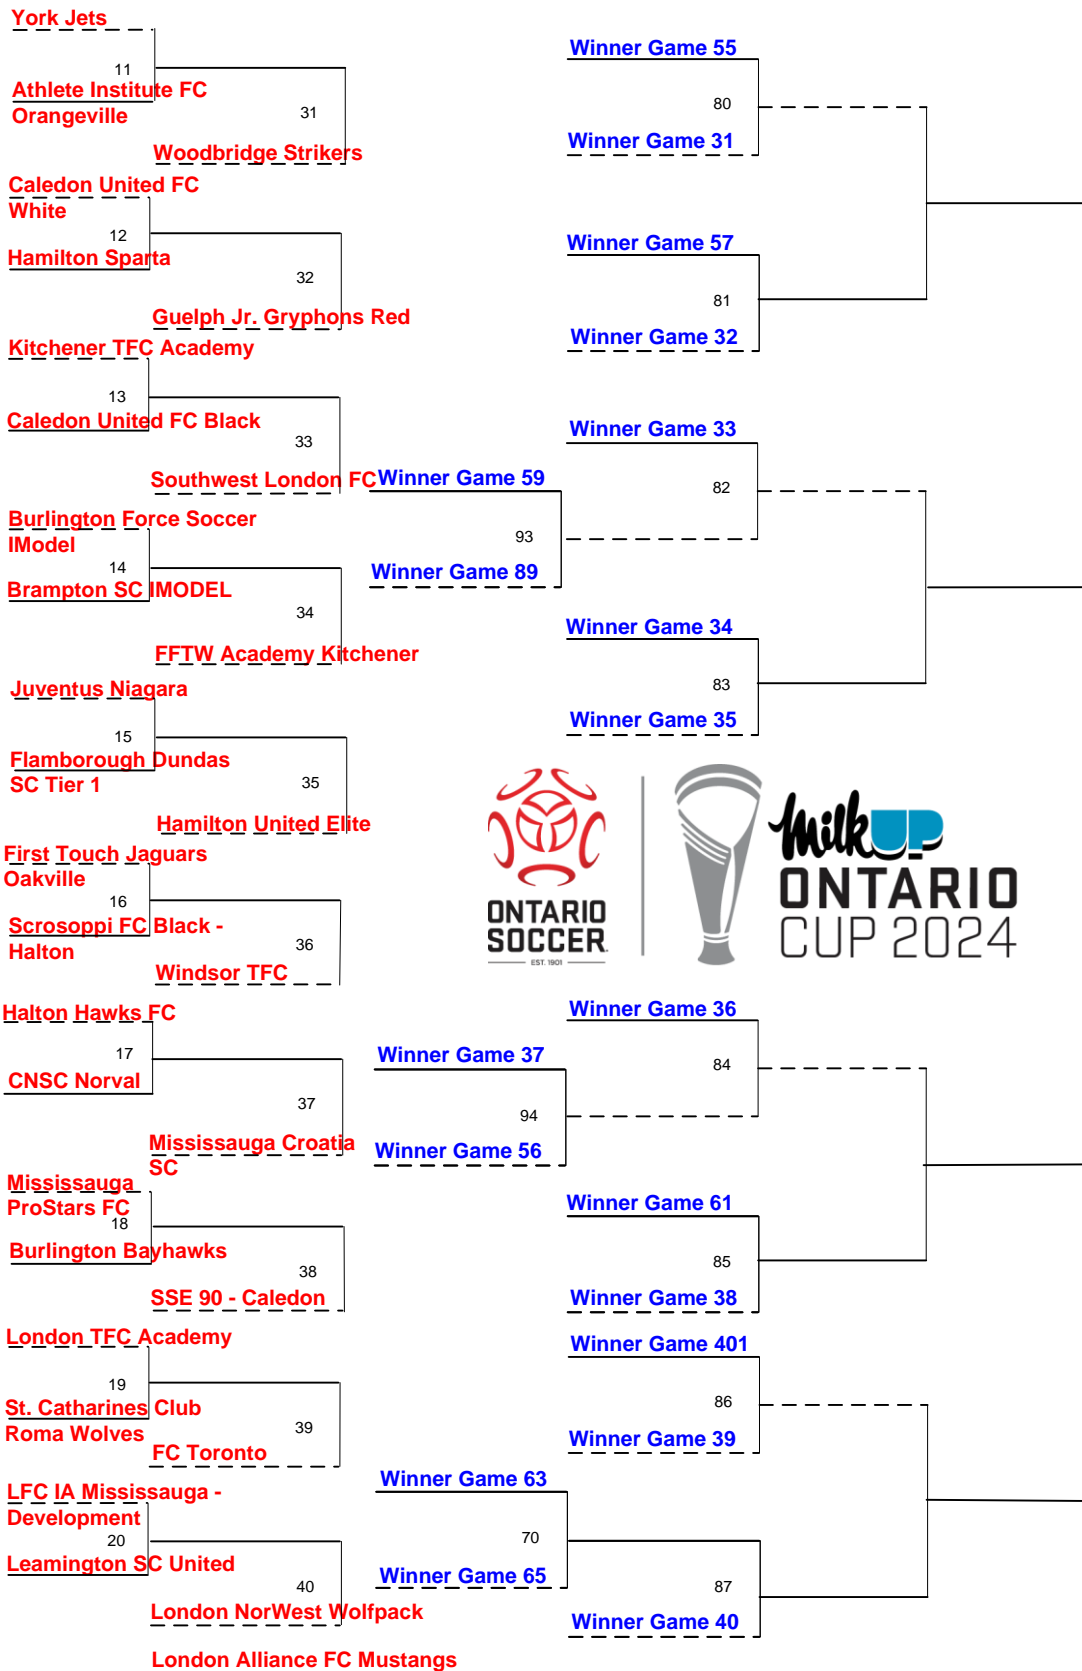 York Jets
11
Athlete Institute FC
Orangeville
31
Woodbridge Strikers
Caledon United FC
White
12
Hamilton Sparta
32
Guelph Jr. Gryphons Red
Kitchener TFC Academy
13
Caledon United FC Black
33
Southwest London FC
Burlington Force Soccer
IModel
14
Brampton SC IMODEL
34
FFTW Academy Kitchener
Juventus Niagara
15
Flamborough Dundas
SC Tier 1
35
Hamilton United Elite
First Touch Jaguars
Oakville
16
Scrosoppi FC Black -
Halton
36
Windsor TFC
Halton Hawks FC
17
CNSC Norval
37
Mississauga Croatia
SC
Mississauga
ProStars FC
18
Burlington Bayhawks
38
SSE 90 - Caledon
London TFC Academy
19
St. Catharines Club
Roma Wolves
39
FC Toronto
LFC IA Mississauga -
Development
20
Leamington SC United
40
London NorWest Wolfpack
London Alliance FC Mustangs
Winner Game 55
80
Winner Game 31
Winner Game 57
81
Winner Game 32
Winner Game 33
82
Winner Game 59
93
Winner Game 89
Winner Game 34
83
Winner Game 35
ONTARIO
SOCCER
EST. 1901
MilkUP
ONTARIO
CUP 2024
Winner Game 36
84
Winner Game 37
94
Winner Game 56
Winner Game 61
85
Winner Game 38
Winner Game 401
86
Winner Game 39
Winner Game 63
70
Winner Game 65
87
Winner Game 40